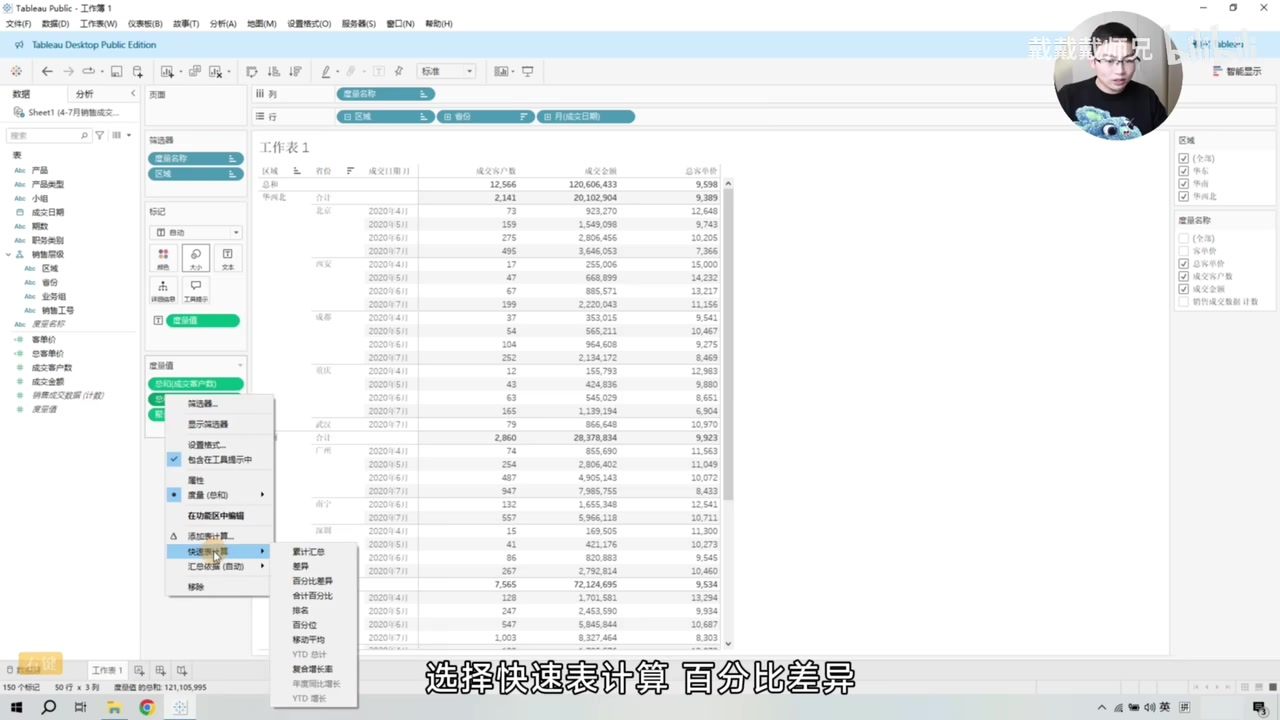 Tableau Public - 工作簿 1
文件(F) 数据(D) 工作表(W) 仪表板(B) 故事(T) 分析(A) 地图(M) 设置格式(O) 服务器(S) 窗口(N) 帮助(H)
Tableau Desktop Public Edition
戴戴戴师兄
标准
智能显示
数据 分析
Sheet1 (4-7月销售成交...
搜索
表
Abc 产品
Abc 产品类型
Abc 小组
成交日期
Abc 期数
Abc 职务类别
销售层级
Abc 区域
Abc 省份
Abc 业务组
Abc 销售工号
Abc 度量名称
客单价
总客单价
成交客户数
成交金额
销售成交数据 (计数)
度量值
页面
筛选器
度量名称
区域
标记
自动
颜色 大小 文本
详细信息 工具提示
度量值
度量值
总和(成交客户数)
筛选器...
显示筛选器
设置格式...
包含在工具提示中
属性
度量 (总和)
在功能区中编辑
添加表计算...
快速表计算
汇总依据 (自动)
移除
累计汇总
差异
百分比差异
合计百分比
排名
百分位
移动平均
YTD 总计
复合增长率
年度同比增长
YTD 增长
列 度量名称
行 区域 省份 月(成交日期)
工作表 1
区域 省份 成交日期 月 成交客户数 成交金额 总客单价
总和 12,566 120,606,433 9,598
华西北 合计 2,141 20,102,904 9,389
北京 2020年4月 73 923,270 12,648
2020年5月 159 1,549,098 9,743
2020年6月 275 2,806,456 10,205
2020年7月 495 3,646,053 7,366
西安 2020年4月 17 255,006 15,000
2020年5月 47 668,899 14,232
2020年6月 67 885,571 13,217
2020年7月 199 2,220,043 11,156
成都 2020年4月 37 353,015 9,541
2020年5月 54 565,211 10,467
2020年6月 104 964,608 9,275
2020年7月 252 2,134,172 8,469
重庆 2020年4月 12 155,793 12,983
2020年5月 43 424,836 9,880
2020年6月 63 545,029 8,651
2020年7月 165 1,139,194 6,904
武汉 2020年7月 79 866,648 10,970
合计 2,860 28,378,834 9,923
广州 2020年4月 74 855,690 11,563
2020年5月 254 2,806,402 11,049
2020年6月 487 4,905,143 10,072
2020年7月 947 7,985,755 8,433
南宁 2020年6月 132 1,655,348 12,541
2020年7月 557 5,966,118 10,711
深圳 2020年4月 15 169,505 11,300
2020年5月 41 421,176 10,273
2020年6月 86 820,883 9,545
2020年7月 267 2,792,814 10,460
7,565 72,124,695 9,534
2020年4月 128 1,701,581 13,294
2020年5月 247 2,453,590 9,934
2020年6月 547 5,845,844 10,687
2020年7月 1,003 8,327,464 8,303
区域
(全部)
华东
华南
华西北
度量名称
(全部)
客单价
总客单价
成交客户数
成交金额
销售成交数据 计数
右键
工作表 1
选择快速表计算 百分比差异
150 个标记 50 行 x 3 列 度量值 的总和: 121,105,995
英 拼